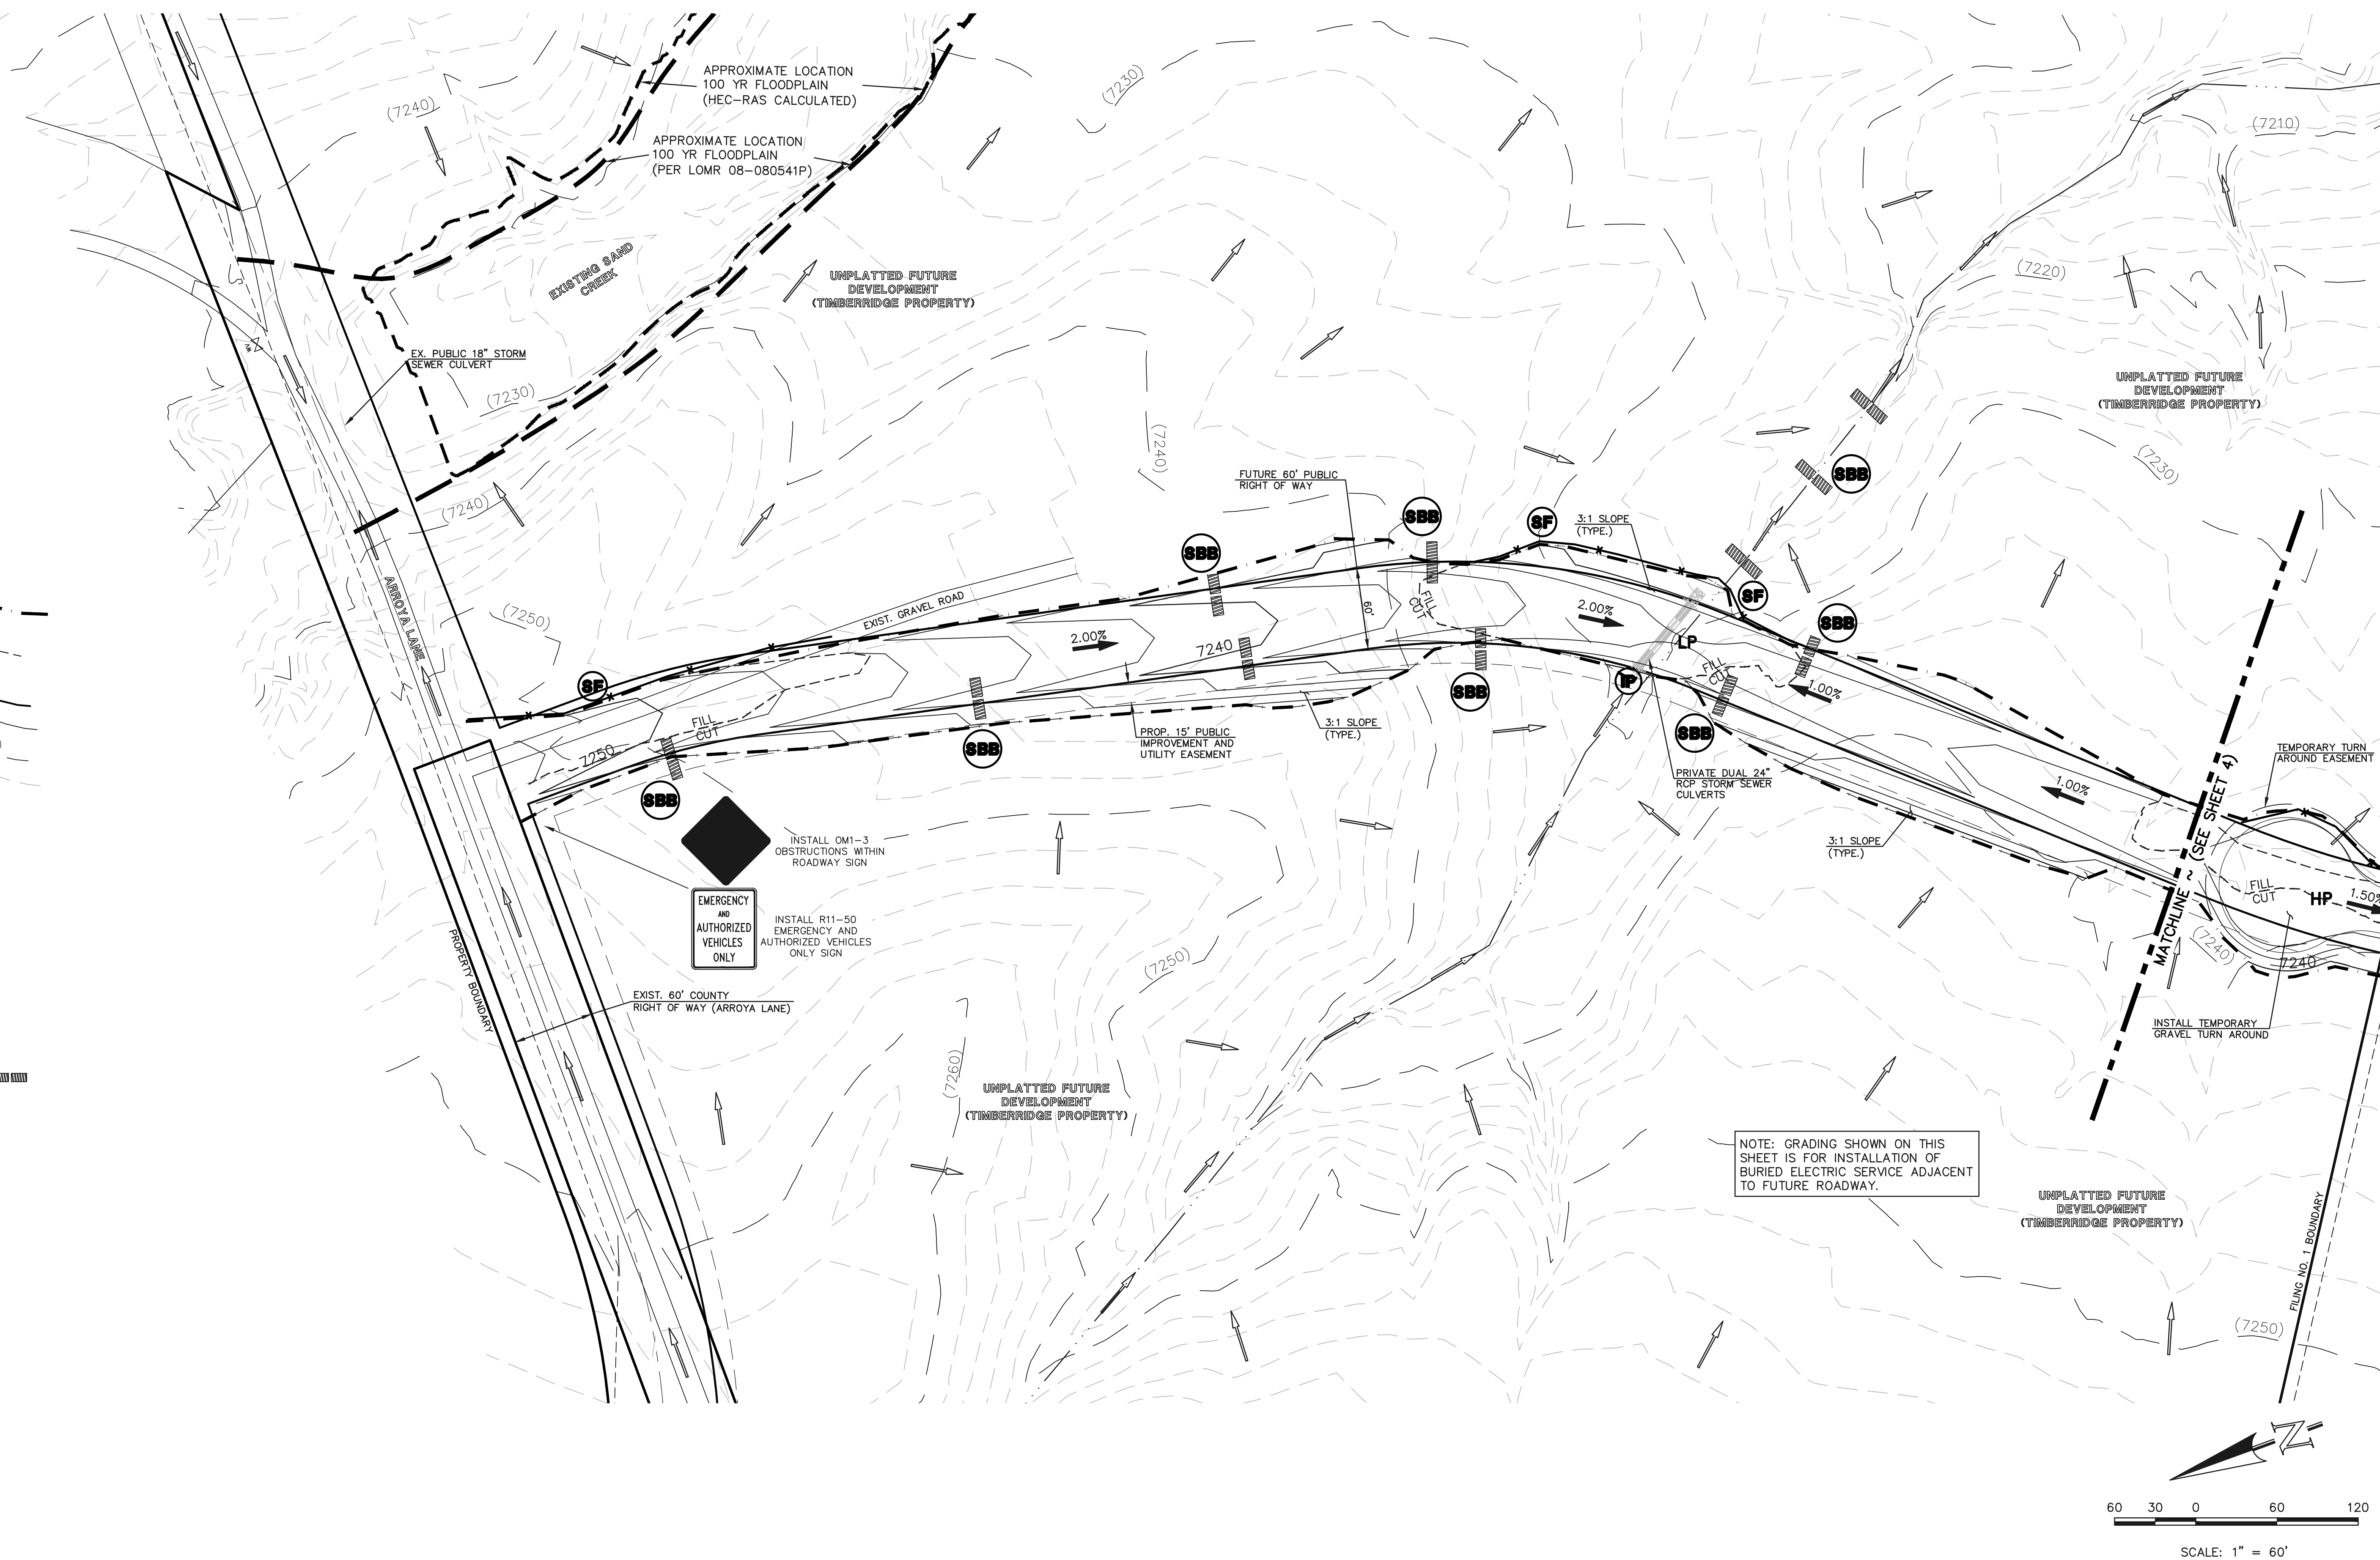 APPROXIMATE LOCATION
100 YR FLOODPLAIN
(HEC-RAS CALCULATED)
(7240)
(7230)
(7210)
APPROXIMATE LOCATION
100 YR FLOODPLAIN
(PER LOMR 08-080541P)
EXISTING SAND
CREEK
UNPLATTED FUTURE
DEVELOPMENT
(TIMBERRIDGE PROPERTY)
(7220)
EX. PUBLIC 18" STORM
SEWER CULVERT
(7230)
UNPLATTED FUTURE
DEVELOPMENT
(TIMBERRIDGE PROPERTY)
(7240)
(7230)
FUTURE 60' PUBLIC
RIGHT OF WAY
SBB
(7240)
SBB
SF
3:1 SLOPE
(TYPE.)
SBB
ARROYA LANE
(7250)
EXIST. GRAVEL ROAD
60'
FILL
CUT
2.00%
SF
SBB
2.00%
7240
LP
SF
FILL
CUT
IP
1.00%
SBB
7250
FILL
CUT
SBB
PROP. 15' PUBLIC
IMPROVEMENT AND
UTILITY EASEMENT
3:1 SLOPE
(TYPE.)
SBB
SBB
PRIVATE DUAL 24"
RCP STORM SEWER
CULVERTS
1.00%
TEMPORARY TURN
AROUND EASEMENT
MATCHLINE ~ (SEE SHEET 4)
INSTALL OM1-3
OBSTRUCTIONS WITHIN
ROADWAY SIGN
3:1 SLOPE
(TYPE.)
FILL
CUT
HP
1.50%
EMERGENCY
AND
AUTHORIZED
VEHICLES
ONLY
INSTALL R11-50
EMERGENCY AND
AUTHORIZED VEHICLES
ONLY SIGN
(7250)
(7240)
7240
PROPERTY BOUNDARY
EXIST. 60' COUNTY
RIGHT OF WAY (ARROYA LANE)
INSTALL TEMPORARY
GRAVEL TURN AROUND
(7260)
UNPLATTED FUTURE
DEVELOPMENT
(TIMBERRIDGE PROPERTY)
NOTE: GRADING SHOWN ON THIS
SHEET IS FOR INSTALLATION OF
BURIED ELECTRIC SERVICE ADJACENT
TO FUTURE ROADWAY.
UNPLATTED FUTURE
DEVELOPMENT
(TIMBERRIDGE PROPERTY)
FILING NO. 1 BOUNDARY
(7250)
N
60 30 0 60 120
SCALE: 1" = 60'